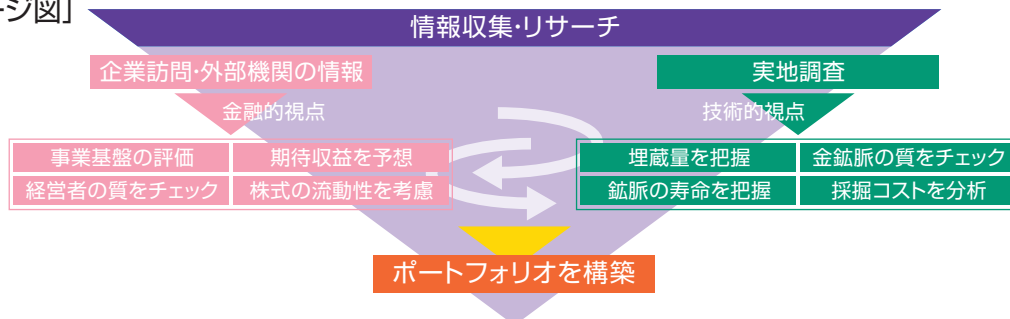 ージ図」
情報収集・リサーチ
企業訪問・外部機関の情報
金融的視点
事業基盤の評価
期待収益を予想
経営者の質をチェック
株式の流動性を考慮
実地調査
技術的視点
埋蔵量を把握
金鉱脈の質をチェック
鉱脈の寿命を把握
採掘コストを分析
ポートフォリオを構築